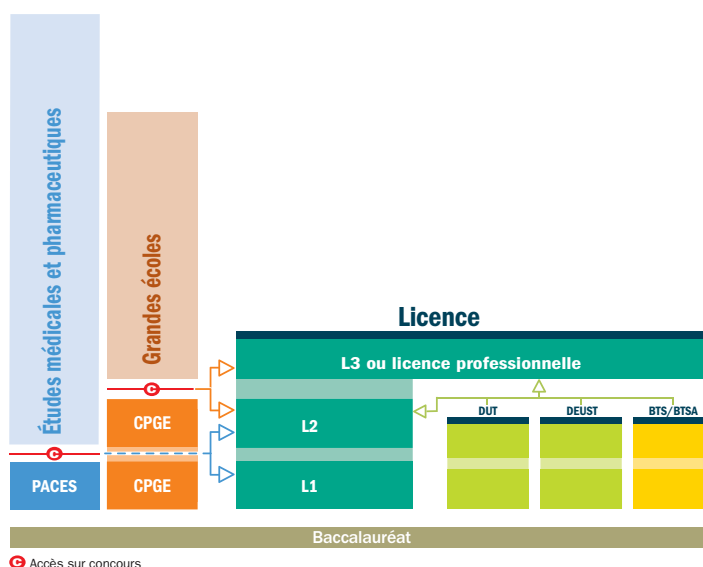 Études médicales et pharmaceutiques
Grandes écoles
Licence
L3 ou licence professionnelle
C
CPGE
L2
DUT
DEUST
BTS/BTSA
C
PACES
CPGE
L1
Baccalauréat
C Accès sur concours